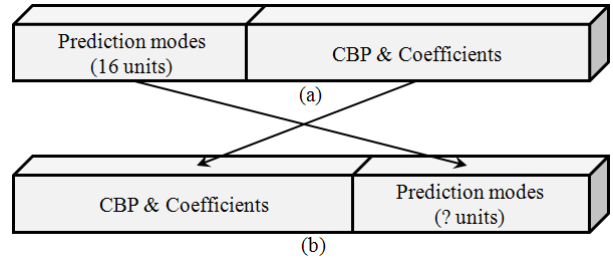 Prediction modes
(16 units)
CBP & Coefficients
(a)
CBP & Coefficients
Prediction modes
(? units)
(b)